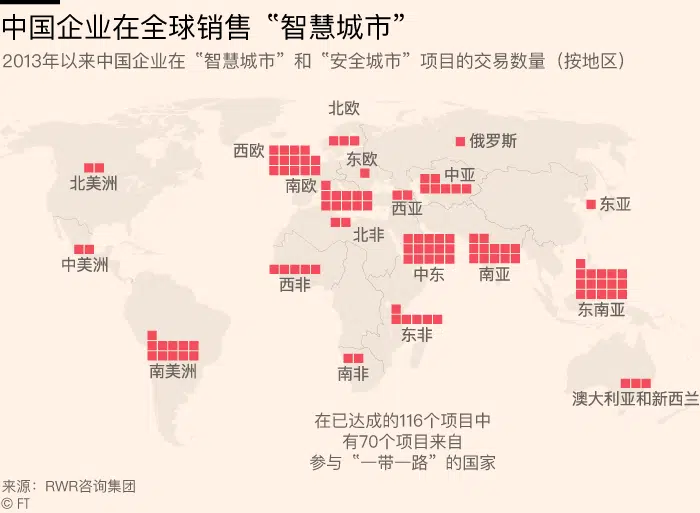 中国企业在全球销售“智慧城市”
2013年以来中国企业在“智慧城市”和“安全城市”项目的交易数量（按地区）
北欧
俄罗斯
西欧
东欧
北美洲
南欧
中亚
西亚
东亚
北非
中美洲
西非
中东
南亚
东南亚
东非
南美洲
南非
澳大利亚和新西兰
在已达成的116个项目中
有70个项目来自
参与“一带一路”的国家
来源：RWR咨询集团
© FT